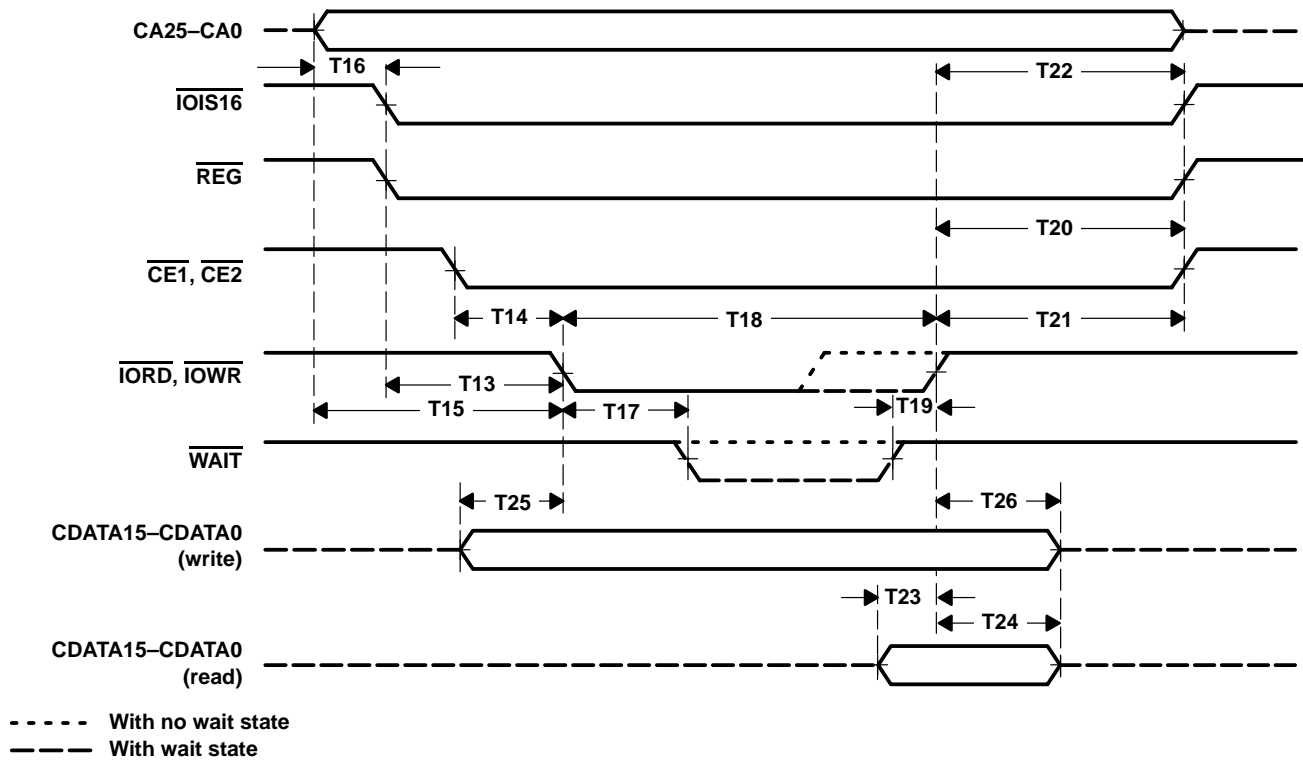 CA25–CA0
T16
T22
IOIS16
REG
T20
CE1, CE2
T14
T18
T21
IORD, IOWR
T13
T19
T15
T17
WAIT
T25
T26
CDATA15–CDATA0
(write)
T23
T24
CDATA15–CDATA0
(read)
With no wait state
With wait state